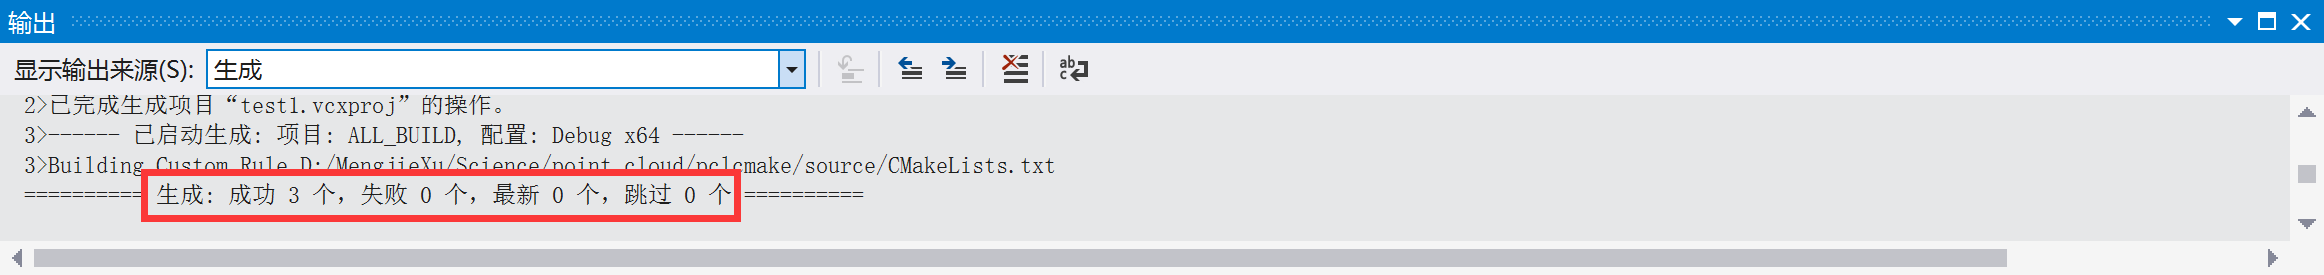 输出
显示输出来源(S): 生成
2>已完成生成项目“test1.vcxproj”的操作。
3>------ 已启动生成: 项目: ALL_BUILD, 配置: Debug x64 ------
3>Building Custom Rule D:/MengjieXu/Science/point_cloud/pclcmake/source/CMakeLists.txt
========== 生成: 成功 3 个，失败 0 个，最新 0 个，跳过 0 个 ==========